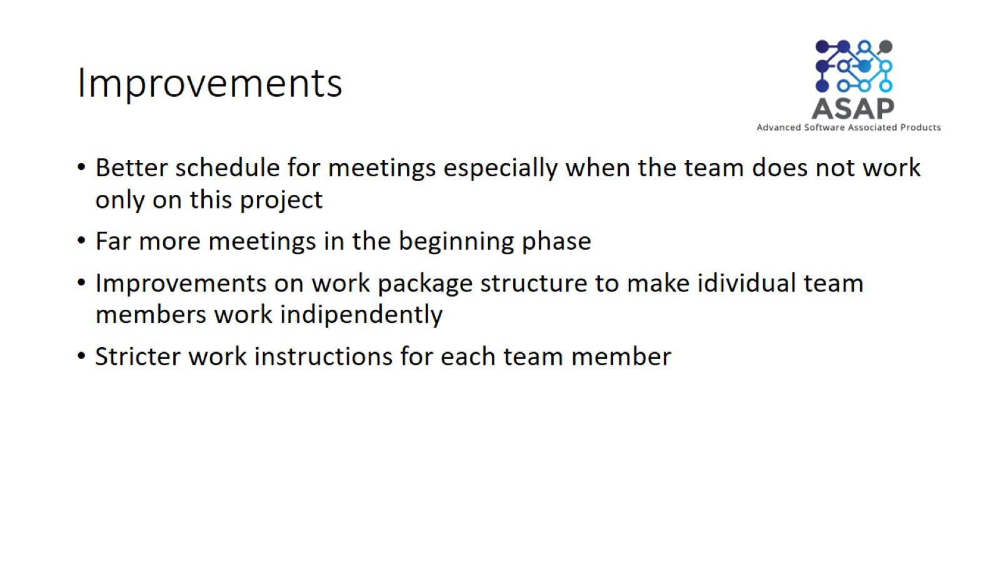 Improvements
ASAP
Advanced Software Associated Products
• Better schedule for meetings especially when the team does not work
only on this project
• Far more meetings in the beginning phase
• Improvements on work package structure to make idividual team
members work indipendently
• Stricter work instructions for each team member